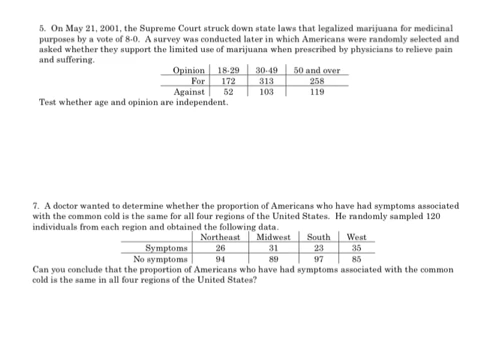 5. On May 21, 2001, the Supreme Court struck down state laws that legalized marijuana for medicinal
purposes by a vote of 8-0. A survey was conducted later in which Americans were randomly selected and
asked whether they support the limited use of marijuana when prescribed by physicians to relieve pain
and suffering.
Opinion 18-29 30-49 50 and over
For 172 313 258
Against 52 103 119
Test whether age and opinion are independent.
7. A doctor wanted to determine whether the proportion of Americans who have had symptoms associated
with the common cold is the same for all four regions of the United States. He randomly sampled 120
individuals from each region and obtained the following data.
Northeast Midwest South West
Symptoms 26 31 23 35
No symptoms 94 89 97 85
Can you conclude that the proportion of Americans who have had symptoms associated with the common
cold is the same in all four regions of the United States?